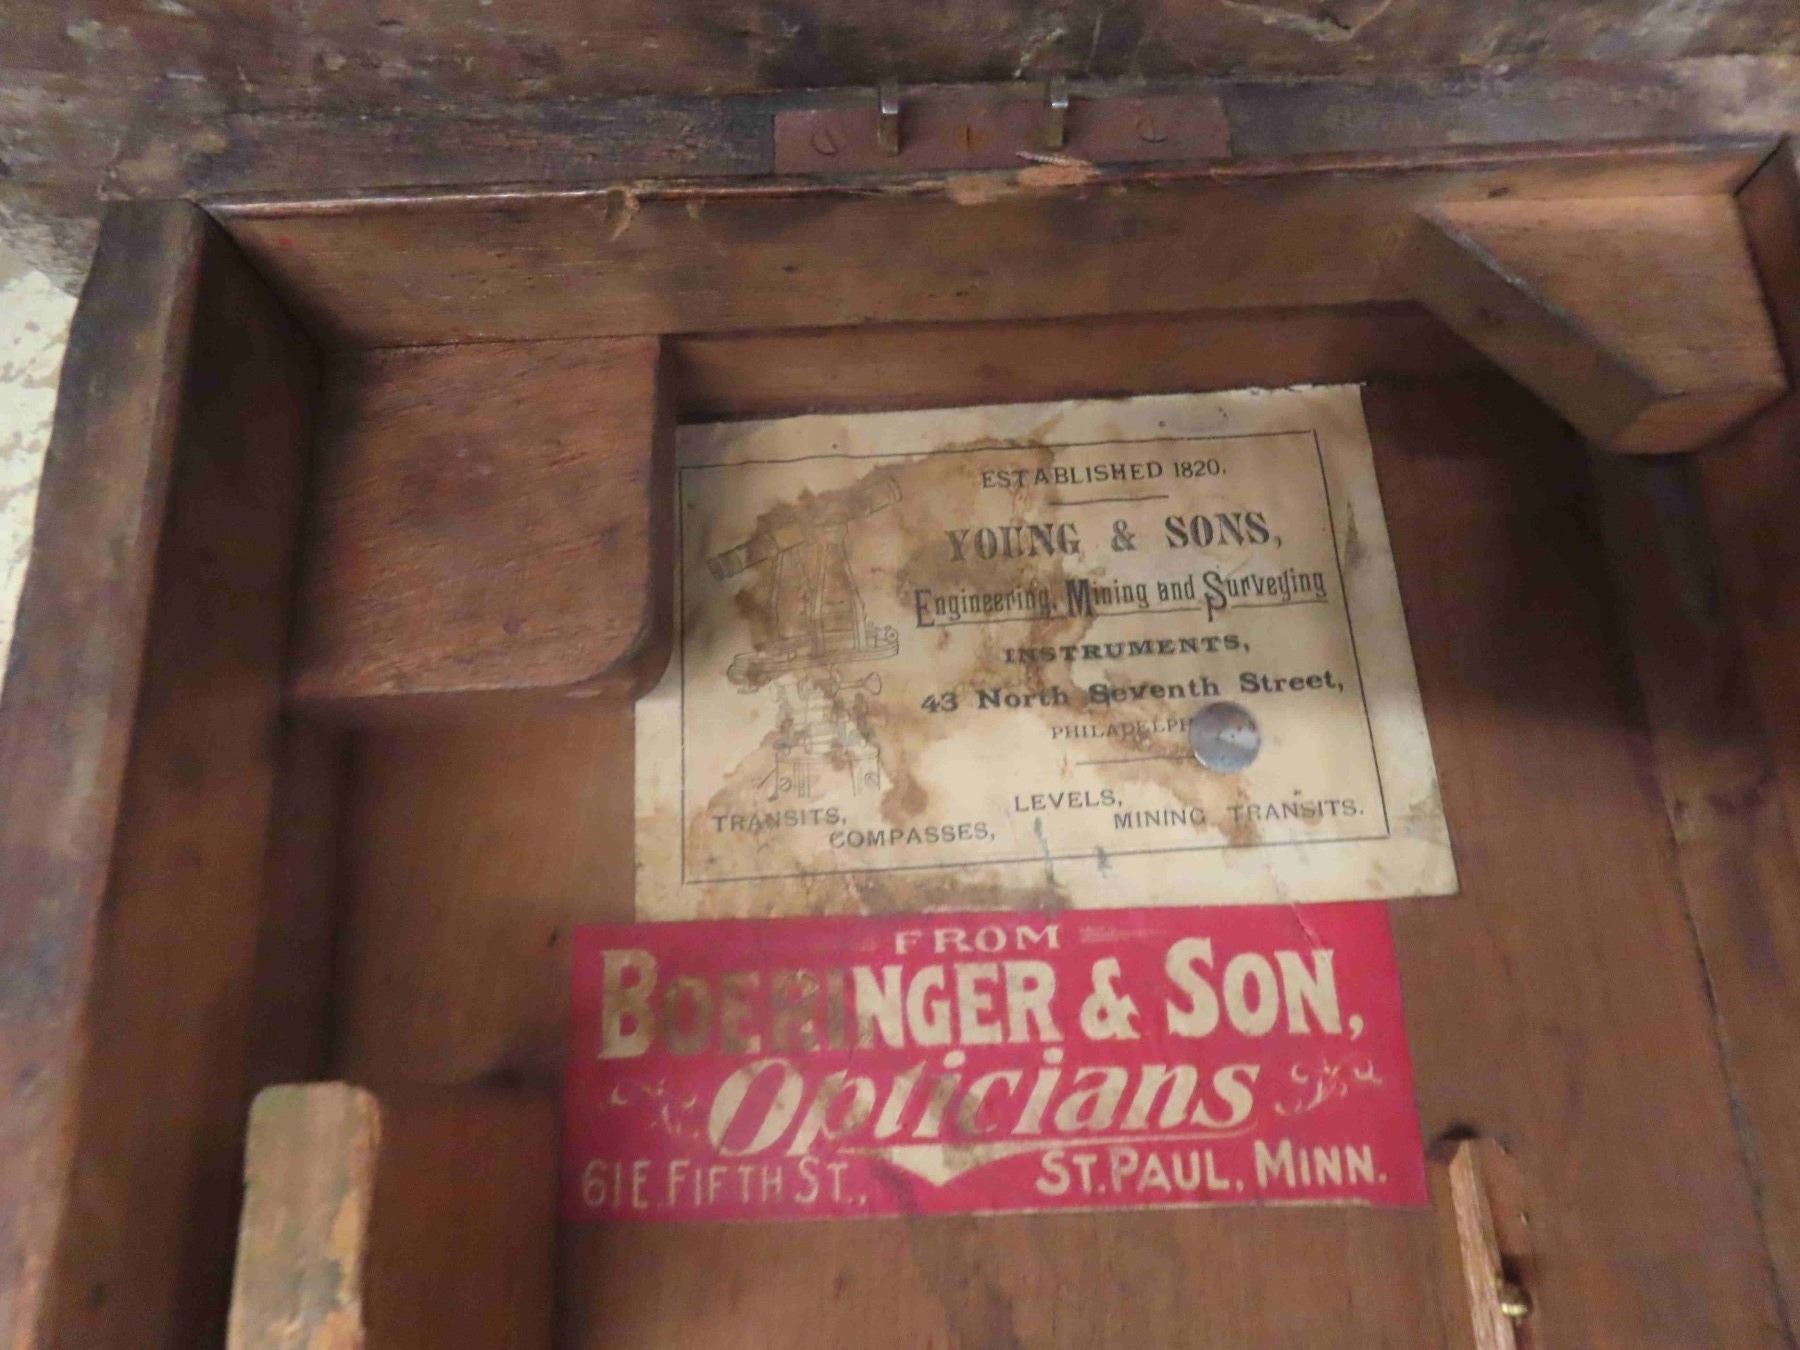 ESTABLISHED 1820.
YOUNG & SONS,
Engineering, Mining and Surveying
INSTRUMENTS,
43 North Seventh Street,
TRANSITS,
COMPASSES,
LEVELS,
MINING TRANSITS.
FROM
BOERINGER & SON,
Opticians
61 E. FIFTH ST., ST. PAUL, MINN.